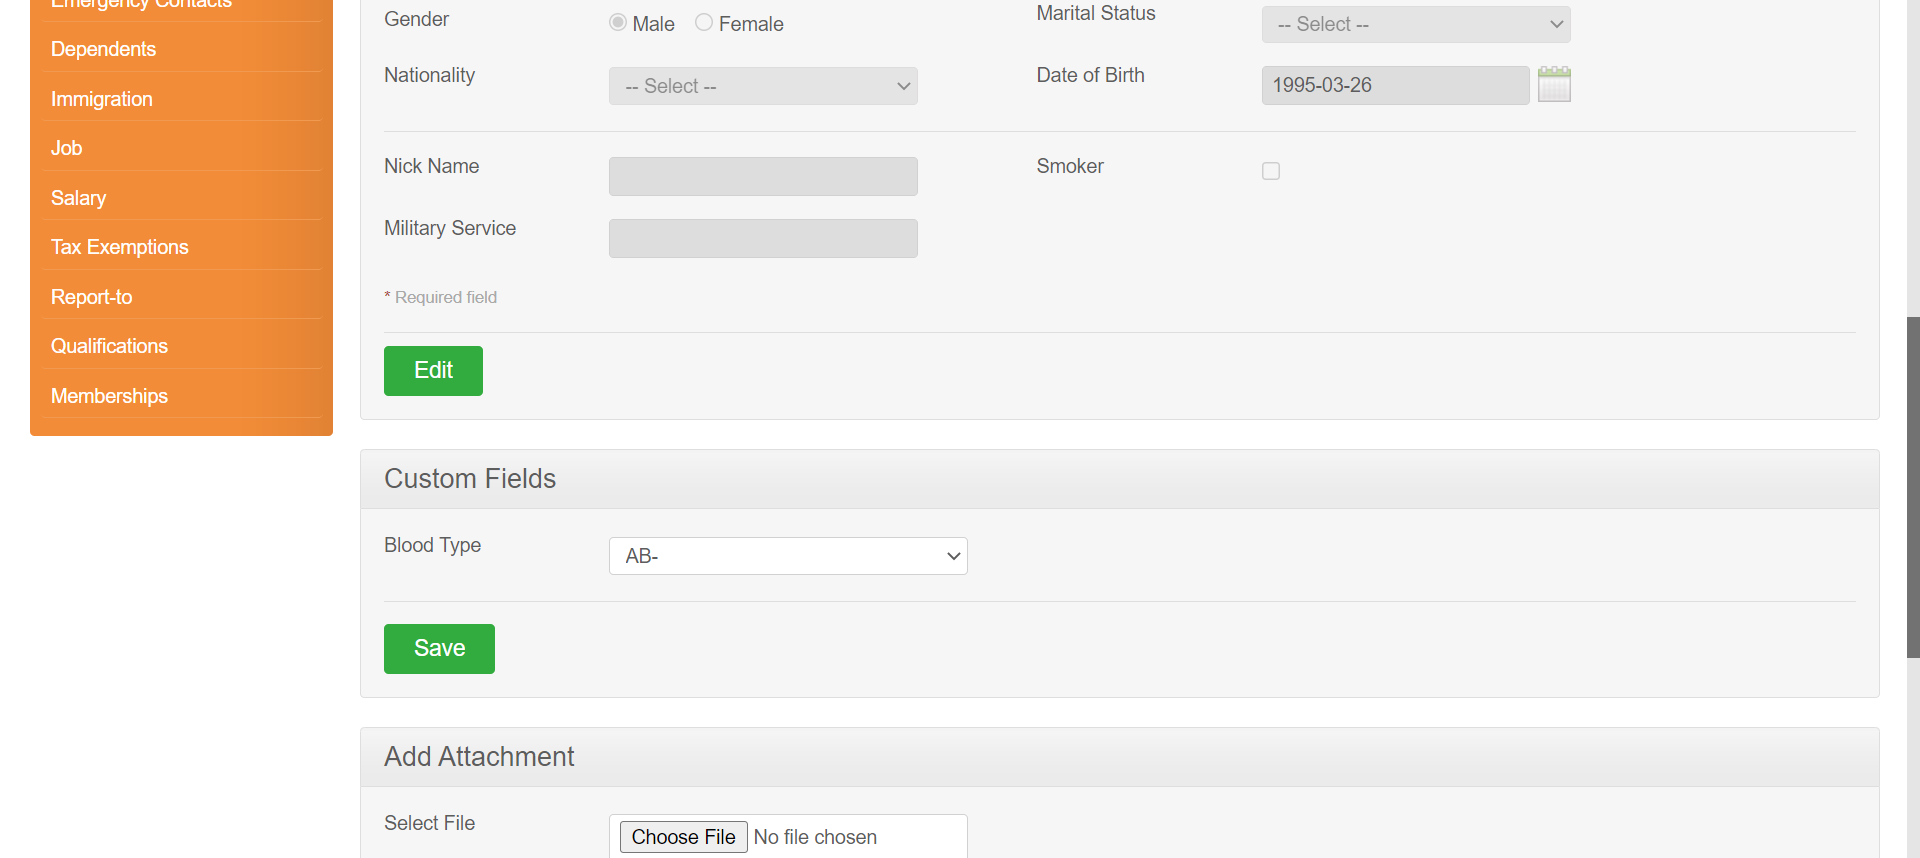 Emergency Contacts
Dependents
Immigration
Job
Salary
Tax Exemptions
Report-to
Qualifications
Memberships
Gender
Male
Female
Marital Status
-- Select --
Nationality
-- Select --
Date of Birth
1995-03-26
Nick Name
Smoker
Military Service
* Required field
Edit
Custom Fields
Blood Type
AB-
Save
Add Attachment
Select File
Choose File No file chosen